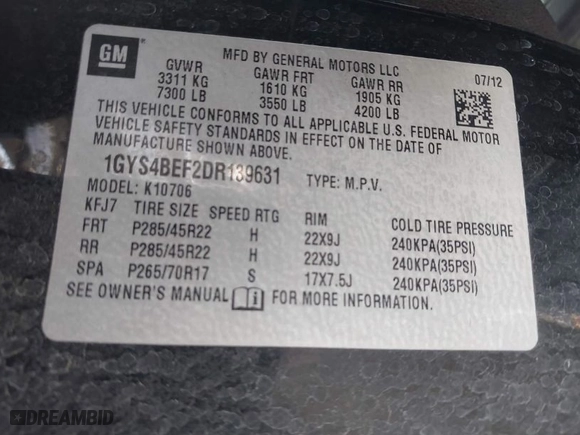 GM
MFD BY GENERAL MOTORS LLC
GVWR GAWR FRT GAWR RR 07/12
3311 KG 1610 KG 1905 KG
7300 LB 3550 LB 4200 LB
THIS VEHICLE CONFORMS TO ALL APPLICABLE U.S. FEDERAL MOTOR
VEHICLE SAFETY STANDARDS IN EFFECT ON THE DATE OF
MANUFACTURE SHOWN ABOVE.
1GYS4BEF2DR139631 TYPE: M.P.V.
MODEL: K10706
KFJ7 TIRE SIZE SPEED RTG RIM COLD TIRE PRESSURE
FRT P285/45R22 H 22X9J 240KPA(35PSI)
RR P285/45R22 H 22X9J 240KPA(35PSI)
SPA P265/70R17 S 17X7.5J 240KPA(35PSI)
SEE OWNER'S MANUAL FOR MORE INFORMATION.
DREAMBID